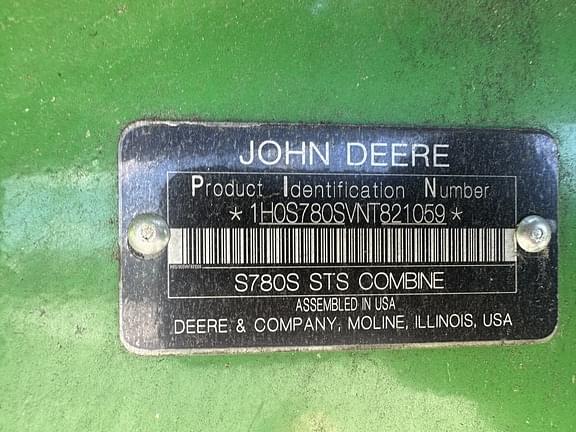 JOHN DEERE
Product Identification Number
*1H0S780SVNT821059*
S780S STS COMBINE
ASSEMBLED IN USA
DEERE & COMPANY, MOLINE, ILLINOIS, USA